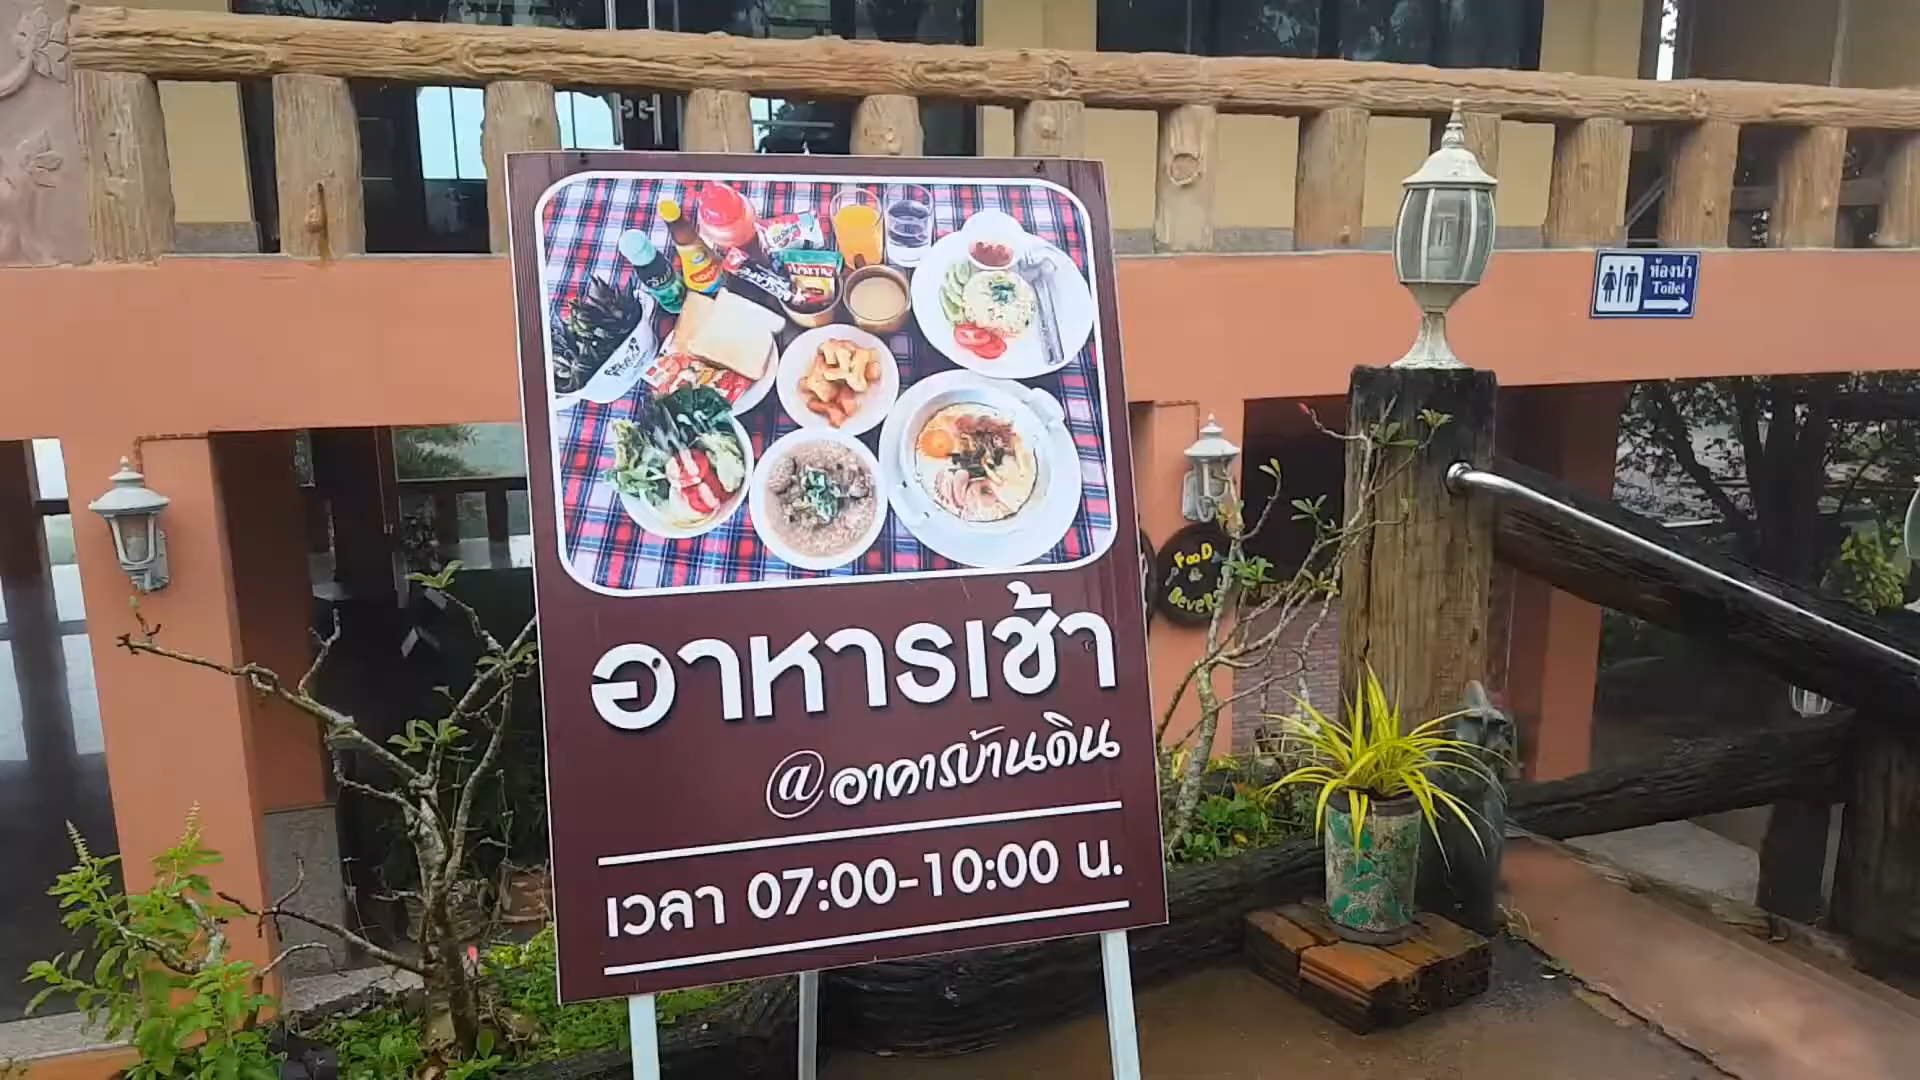 อาหารเช้า
@อาคารบ้านดิน
เวลา 07:00-10:00 น.
ห้องน้ำ
Toilet
FooD
&